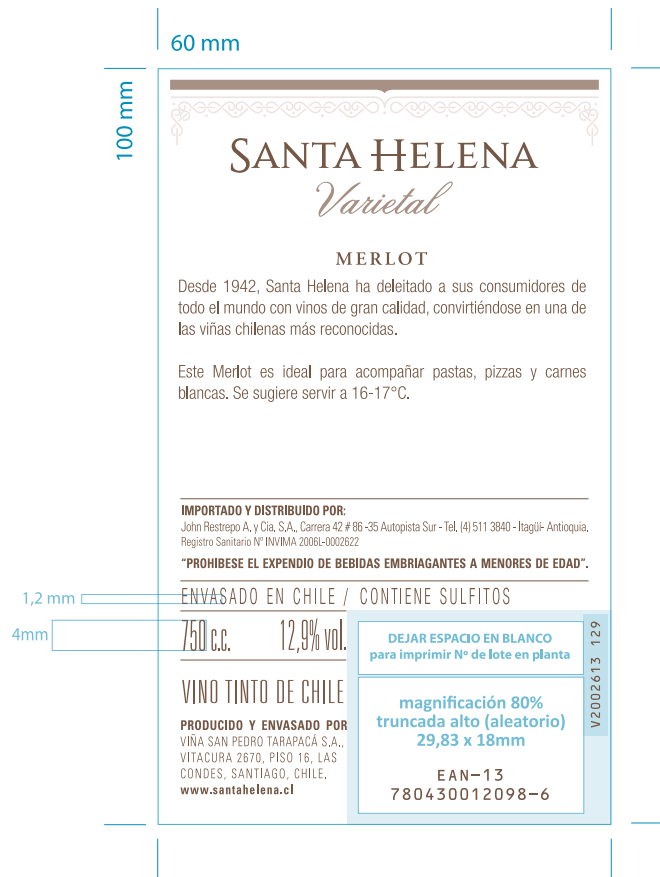 60 mm
100 mm
SANTA HELENA
Varietal
MERLOT
Desde 1942, Santa Helena ha deleitado a sus consumidores de
todo el mundo con vinos de gran calidad, convirtiéndose en una de
las viñas chilenas más reconocidas.
Este Merlot es ideal para acompañar pastas, pizzas y carnes
blancas. Se sugiere servir a 16-17°C.
IMPORTADO Y DISTRIBUIDO POR:
John Restrepo A. y Cia. S.A., Carrera 42 # 86 -35 Autopista Sur - Tel. (4) 511 3840 - Itagüí- Antioquia,
Registro Sanitario Nº INVIMA 2006L-0002622
“PROHIBESE EL EXPENDIO DE BEBIDAS EMBRIAGANTES A MENORES DE EDAD”.
1,2 mm
ENVASADO EN CHILE / CONTIENE SULFITOS
4mm
750 c.c. 12,9% vol.
DEJAR ESPACIO EN BLANCO
para imprimir Nº de lote en planta
V2002613 129
VINO TINTO DE CHILE
magnificación 80%
truncada alto (aleatorio)
29,83 x 18mm
EAN-13
780430012098-6
PRODUCIDO Y ENVASADO POR
VIÑA SAN PEDRO TARAPACÁ S.A.,
VITACURA 2670, PISO 16, LAS
CONDES, SANTIAGO, CHILE.
www.santahelena.cl